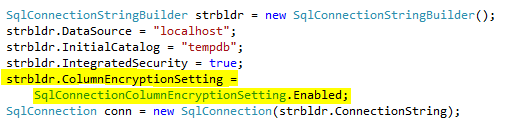 SqlConnectionStringBuilder strbldr = new SqlConnectionStringBuilder();
strbldr.DataSource = "localhost";
strbldr.InitialCatalog = "tempdb";
strbldr.IntegratedSecurity = true;
strbldr.ColumnEncryptionSetting =
SqlConnectionColumnEncryptionSetting.Enabled;
SqlConnection conn = new SqlConnection(strbldr.ConnectionString);